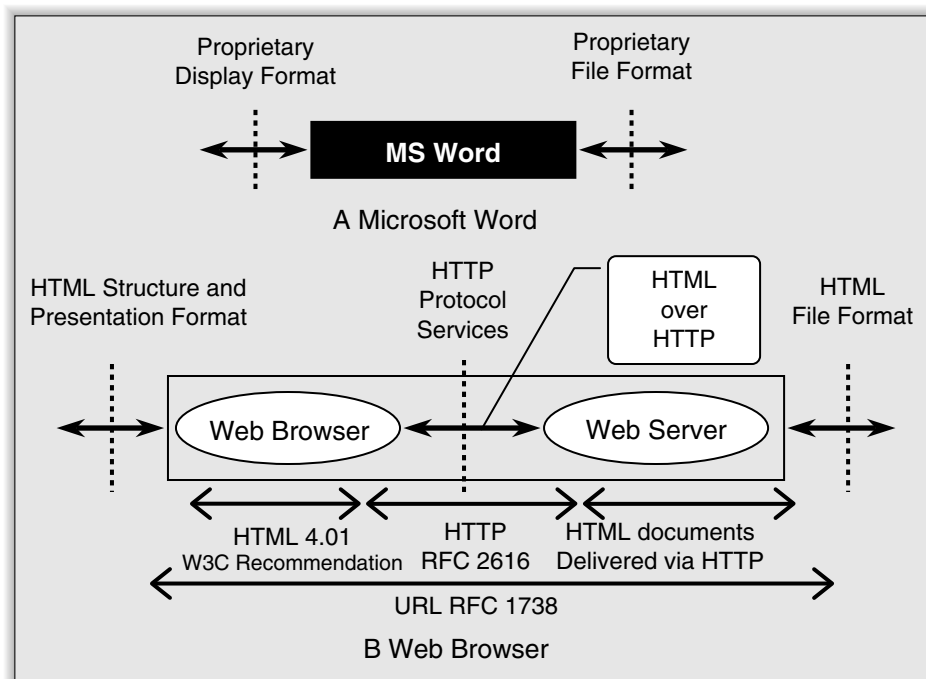 Proprietary
Display Format
Proprietary
File Format
MS Word
A Microsoft Word
HTML Structure and
Presentation Format
HTTP
Protocol
Services
HTML
over
HTTP
HTML
File Format
Web Browser
Web Server
HTML 4.01
W3C Recommendation
HTTP
RFC 2616
HTML documents
Delivered via HTTP
URL RFC 1738
B Web Browser